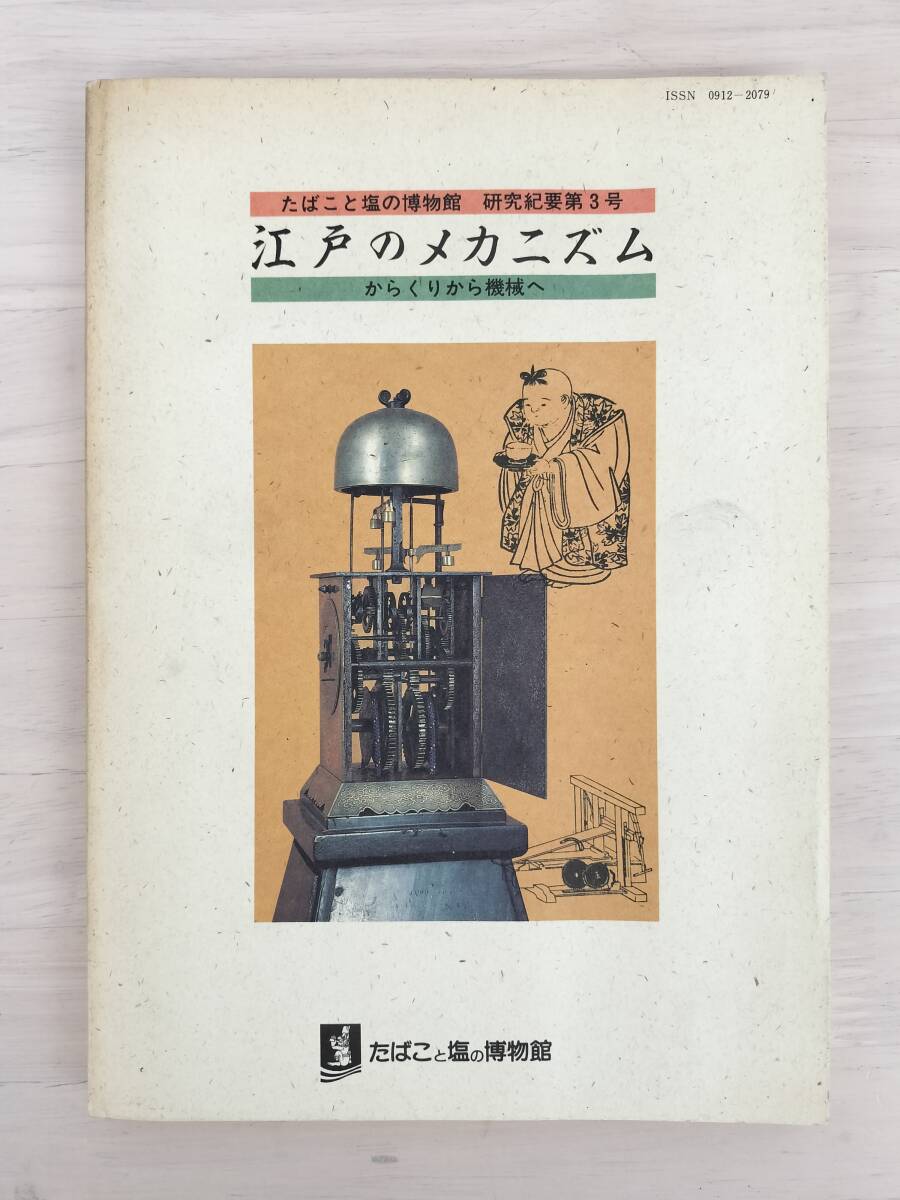 ISSN 0912-2079
たばこと塩の博物館 研究紀要第3号
江戸のメカニズム
からくりから機械へ
たばこと塩の博物館